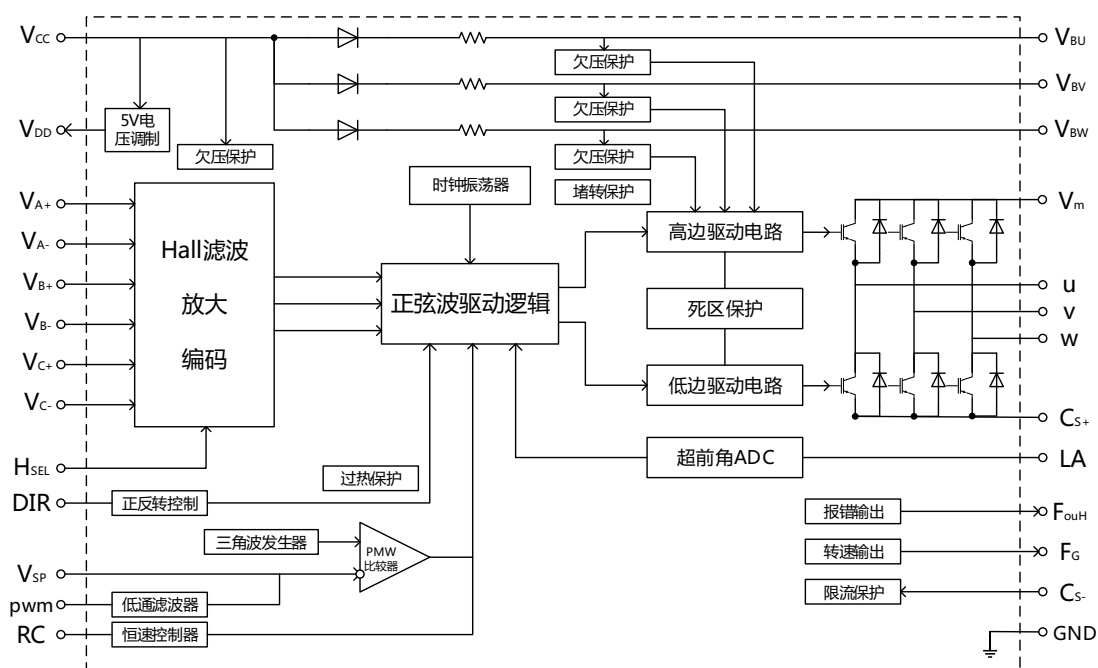 VCC
VBU
欠压保护
VBV
5V电
压调制
欠压保护
VDD
VBW
欠压保护
欠压保护
时钟振荡器
堵转保护
VA+
VA-
VB+
VB-
VC+
VC-
Hall滤波
放大
编码
正弦波驱动逻辑
高边驱动电路
死区保护
低边驱动电路
Vm
u
v
w
CS+
HSEL
超前角ADC
LA
过热保护
DIR
正反转控制
报错输出
FouH
三角波发生器
PMW
比较器
转速输出
FG
VSP
pwm
低通滤波器
限流保护
CS-
RC
恒速控制器
GND